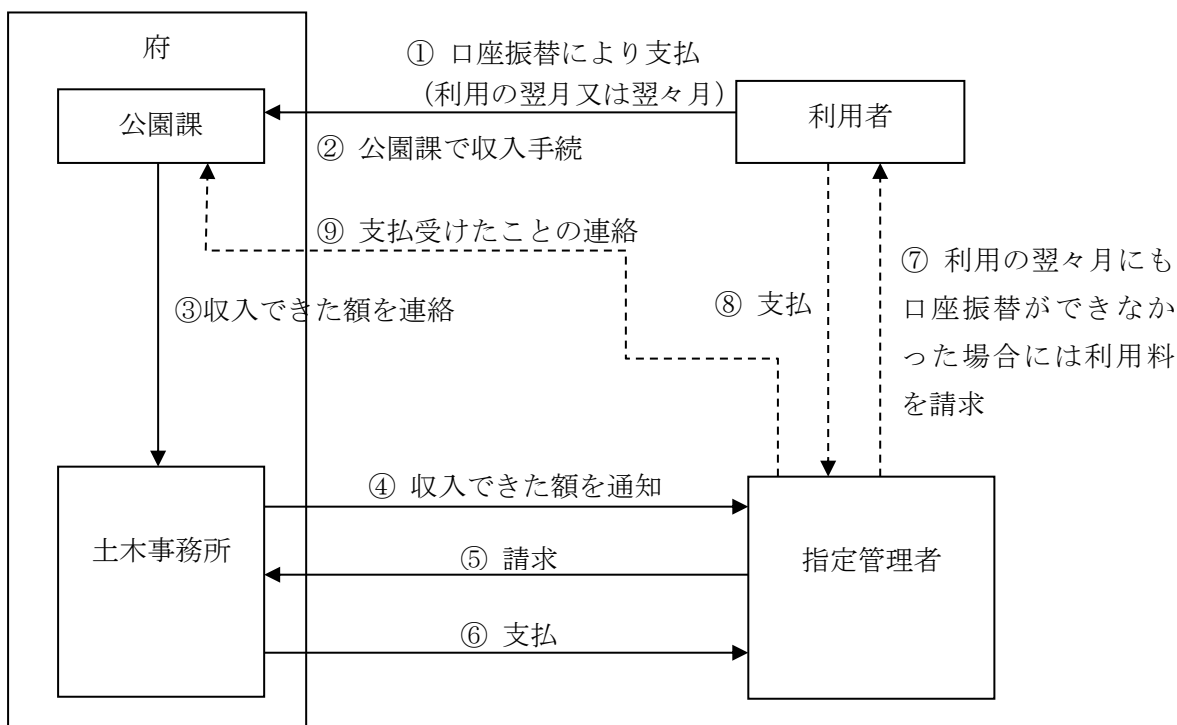 府
① 口座振替により支払
(利用の翌月又は翌々月)
公園課
利用者
② 公園課で収入手続
⑨ 支払受けたことの連絡
⑦ 利用の翌々月にも
口座振替ができなか
った場合には利用料
を請求
③収入できた額を連絡
⑧ 支払
④ 収入できた額を通知
土木事務所
⑤ 請求
指定管理者
⑥ 支払